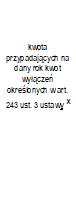 kwota
przypadających na
dany rok kwot
wyłączeń
określonych w art.
243 ust. 3 ustawy x